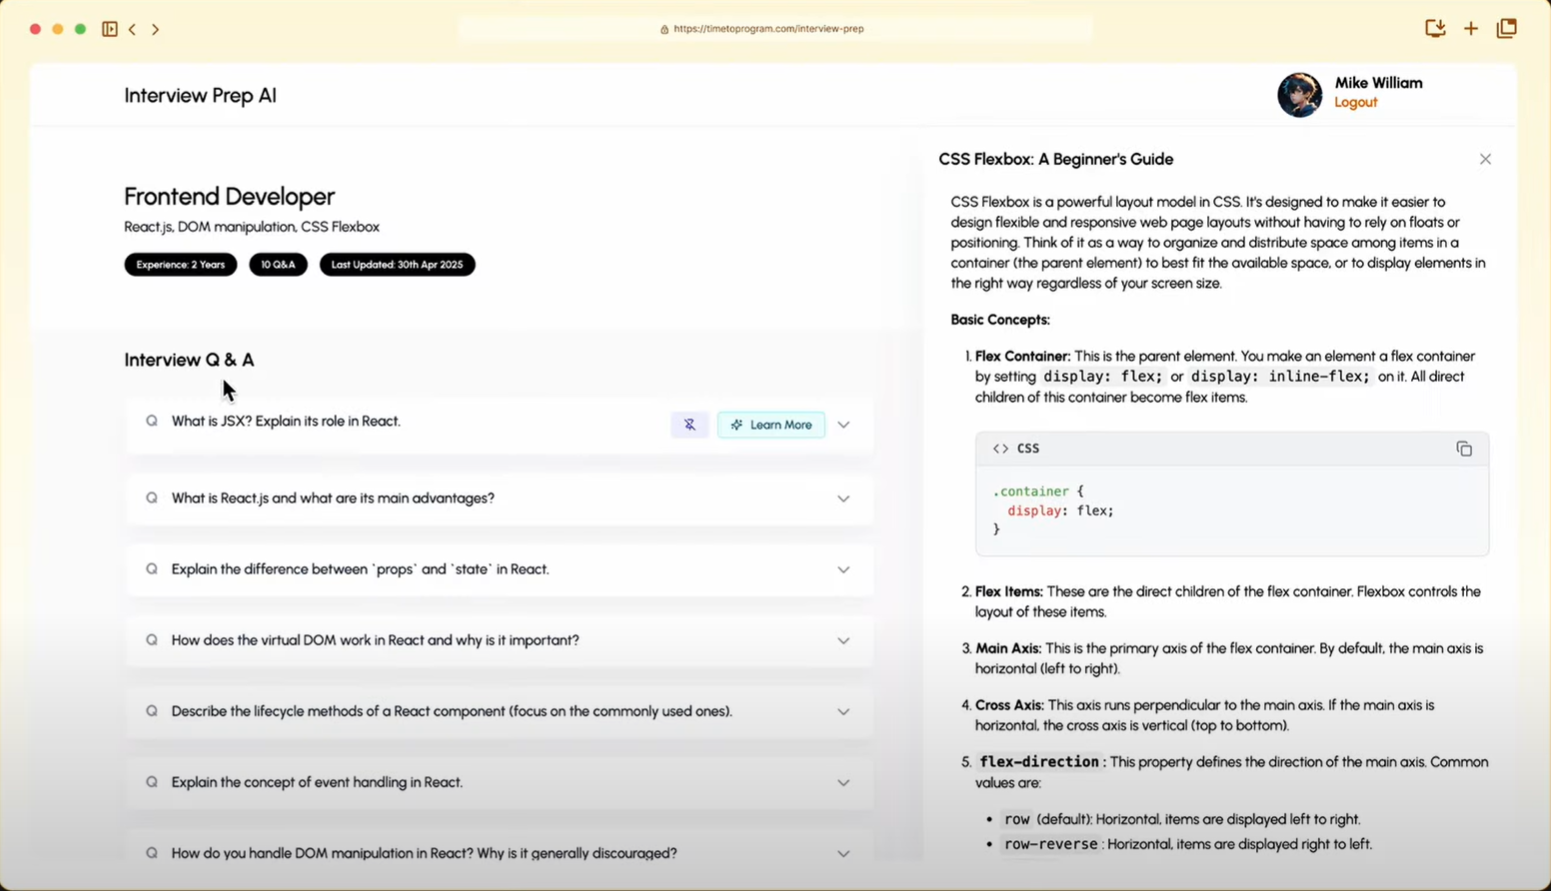 https://timetoprogram.com/interview-prep
Interview Prep AI
Mike William
Logout
Frontend Developer
React.js, DOM manipulation, CSS Flexbox
Experience: 2 Years
10 Q&A
Last Updated: 30th Apr 2025
Interview Q & A
Q What is JSX? Explain its role in React.
Learn More
Q What is React.js and what are its main advantages?
Q Explain the difference between `props` and `state` in React.
Q How does the virtual DOM work in React and why is it important?
Q Describe the lifecycle methods of a React component (focus on the commonly used ones).
Q Explain the concept of event handling in React.
Q How do you handle DOM manipulation in React? Why is it generally discouraged?
CSS Flexbox: A Beginner's Guide
CSS Flexbox is a powerful layout model in CSS. It's designed to make it easier to
design flexible and responsive web page layouts without having to rely on floats or
positioning. Think of it as a way to organize and distribute space among items in a
container (the parent element) to best fit the available space, or to display elements in
the right way regardless of your screen size.
Basic Concepts:
1. Flex Container: This is the parent element. You make an element a flex container
by setting display: flex; or display: inline-flex; on it. All direct
children of this container become flex items.
<> CSS
.container {
display: flex;
}
2. Flex Items: These are the direct children of the flex container. Flexbox controls the
layout of these items.
3. Main Axis: This is the primary axis of the flex container. By default, the main axis is
horizontal (left to right).
4. Cross Axis: This axis runs perpendicular to the main axis. If the main axis is
horizontal, the cross axis is vertical (top to bottom).
5. flex-direction : This property defines the direction of the main axis. Common
values are:
• row (default): Horizontal, items are displayed left to right.
• row-reverse : Horizontal, items are displayed right to left.